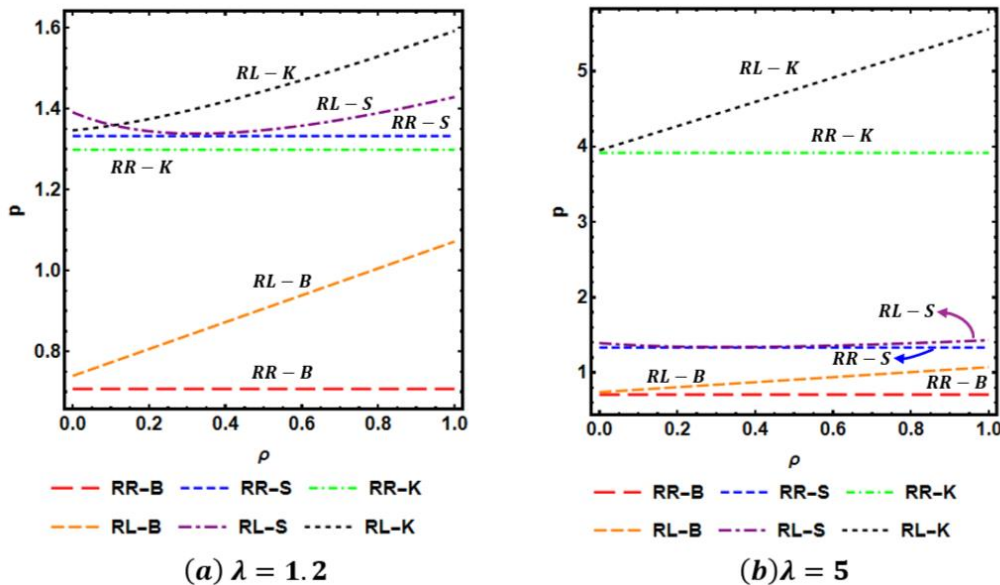 1.6
1.4
1.2
1.0
0.8
p
RL – K
RL – S
RR – S
RR – K
RL – B
RR – B
0.0 0.2 0.4 0.6 0.8 1.0
ρ
RR–B RR–S RR–K
RL–B RL–S RL–K
(a) λ = 1.2
5
4
3
2
1
p
RL – K
RR – K
RL – S
RR – S
RL – B
RR – B
0.0 0.2 0.4 0.6 0.8 1.0
ρ
RR–B RR–S RR–K
RL–B RL–S RL–K
(b) λ = 5